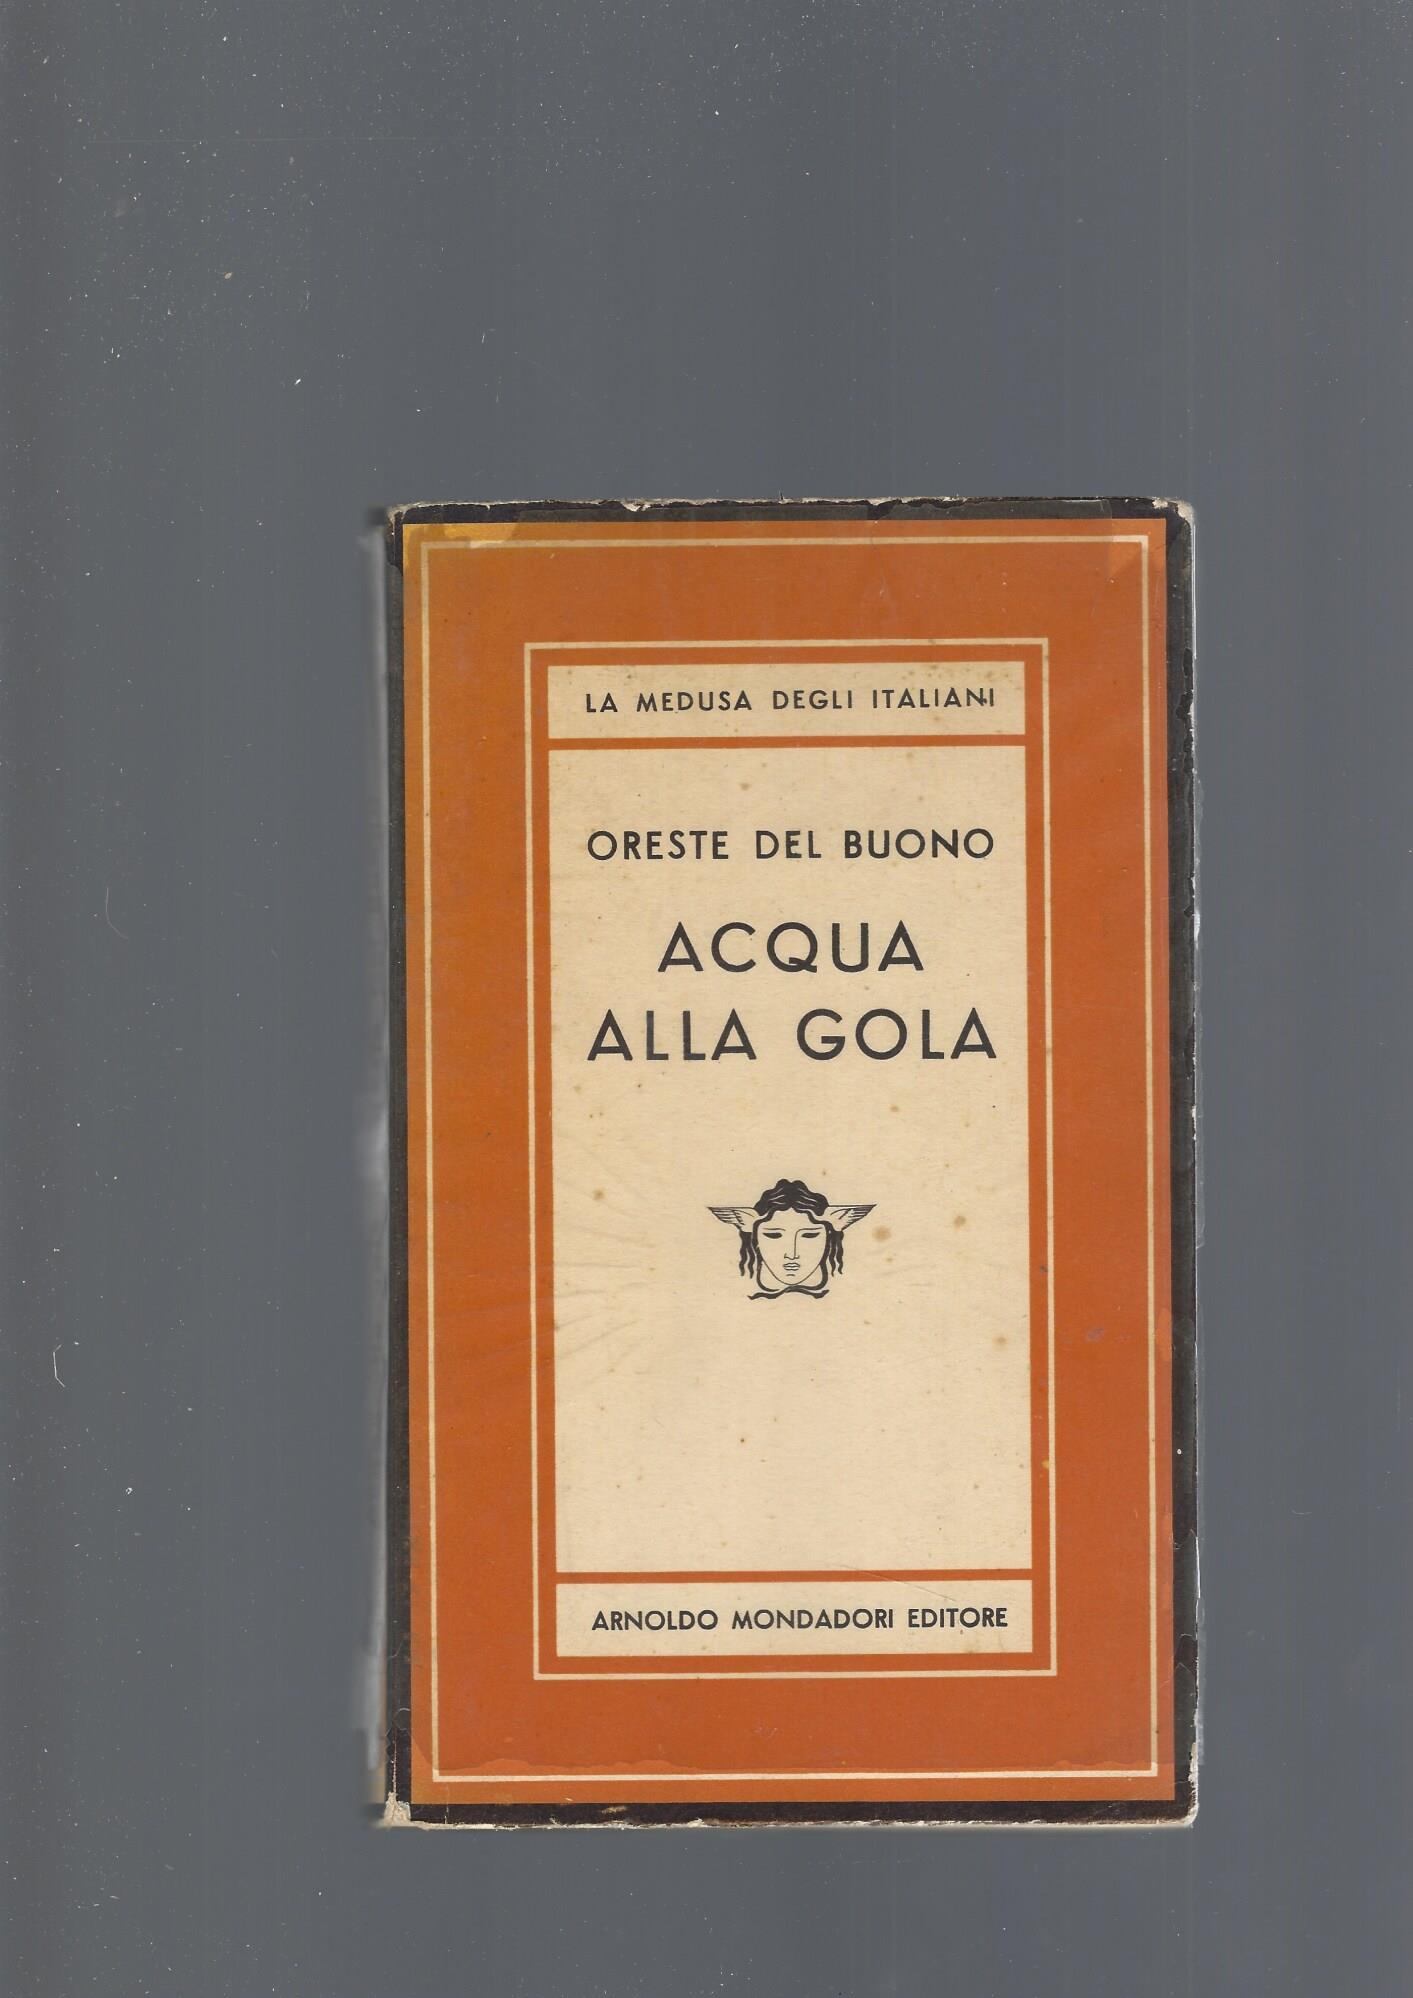 LA MEDUSA DEGLI ITALIANI
ORESTE DEL BUONO
ACQUA
ALLA GOLA
ARNOLDO MONDADORI EDITORE